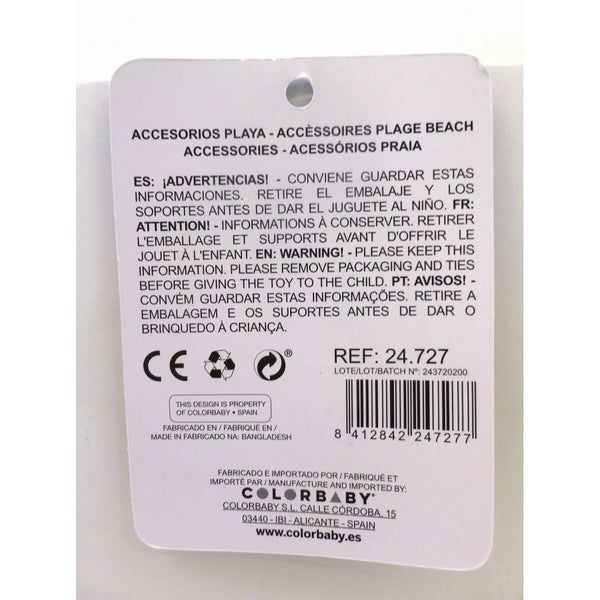 ACCESORIOS PLAYA - ACCÈSSOIRES PLAGE BEACH
ACCESSORIES - ACESSÓRIOS PRAIA
ES: ¡ADVERTENCIAS! - CONVIENE GUARDAR ESTAS
INFORMACIONES. RETIRE EL EMBALAJE Y LOS
SOPORTES ANTES DE DAR EL JUGUETE AL NIÑO. FR:
ATTENTION! - INFORMATIONS À CONSERVER. RETIRER
L'EMBALLAGE ET SUPPORTS AVANT D'OFFRIR LE
JOUET À L'ENFANT. EN: WARNING! - PLEASE KEEP THIS
INFORMATION. PLEASE REMOVE PACKAGING AND TIES
BEFORE GIVING THE TOY TO THE CHILD. PT: AVISOS! -
CONVÉM GUARDAR ESTAS INFORMAÇÕES. RETIRE A
EMBALAGEM E OS SUPORTES ANTES DE DAR O
BRINQUEDO À CRIANÇA.
CE
REF: 24.727
LOTE/LOT/BATCH Nº: 243720200
THIS DESIGN IS PROPERTY
OF COLORBABY • SPAIN
FABRICADO EN / FABRIQUÉ EN /
MADE IN FABRICADO NA: BANGLADESH
8 412842 247277
FABRICADO E IMPORTADO POR / FABRIQUÉ ET
IMPORTÉ PAR / MANUFACTURE AND IMPORTED BY:
COLORBABY®
COLORBABY S.L. CALLE CÓRDOBA, 15
03440 - IBI - ALICANTE - SPAIN
www.colorbaby.es